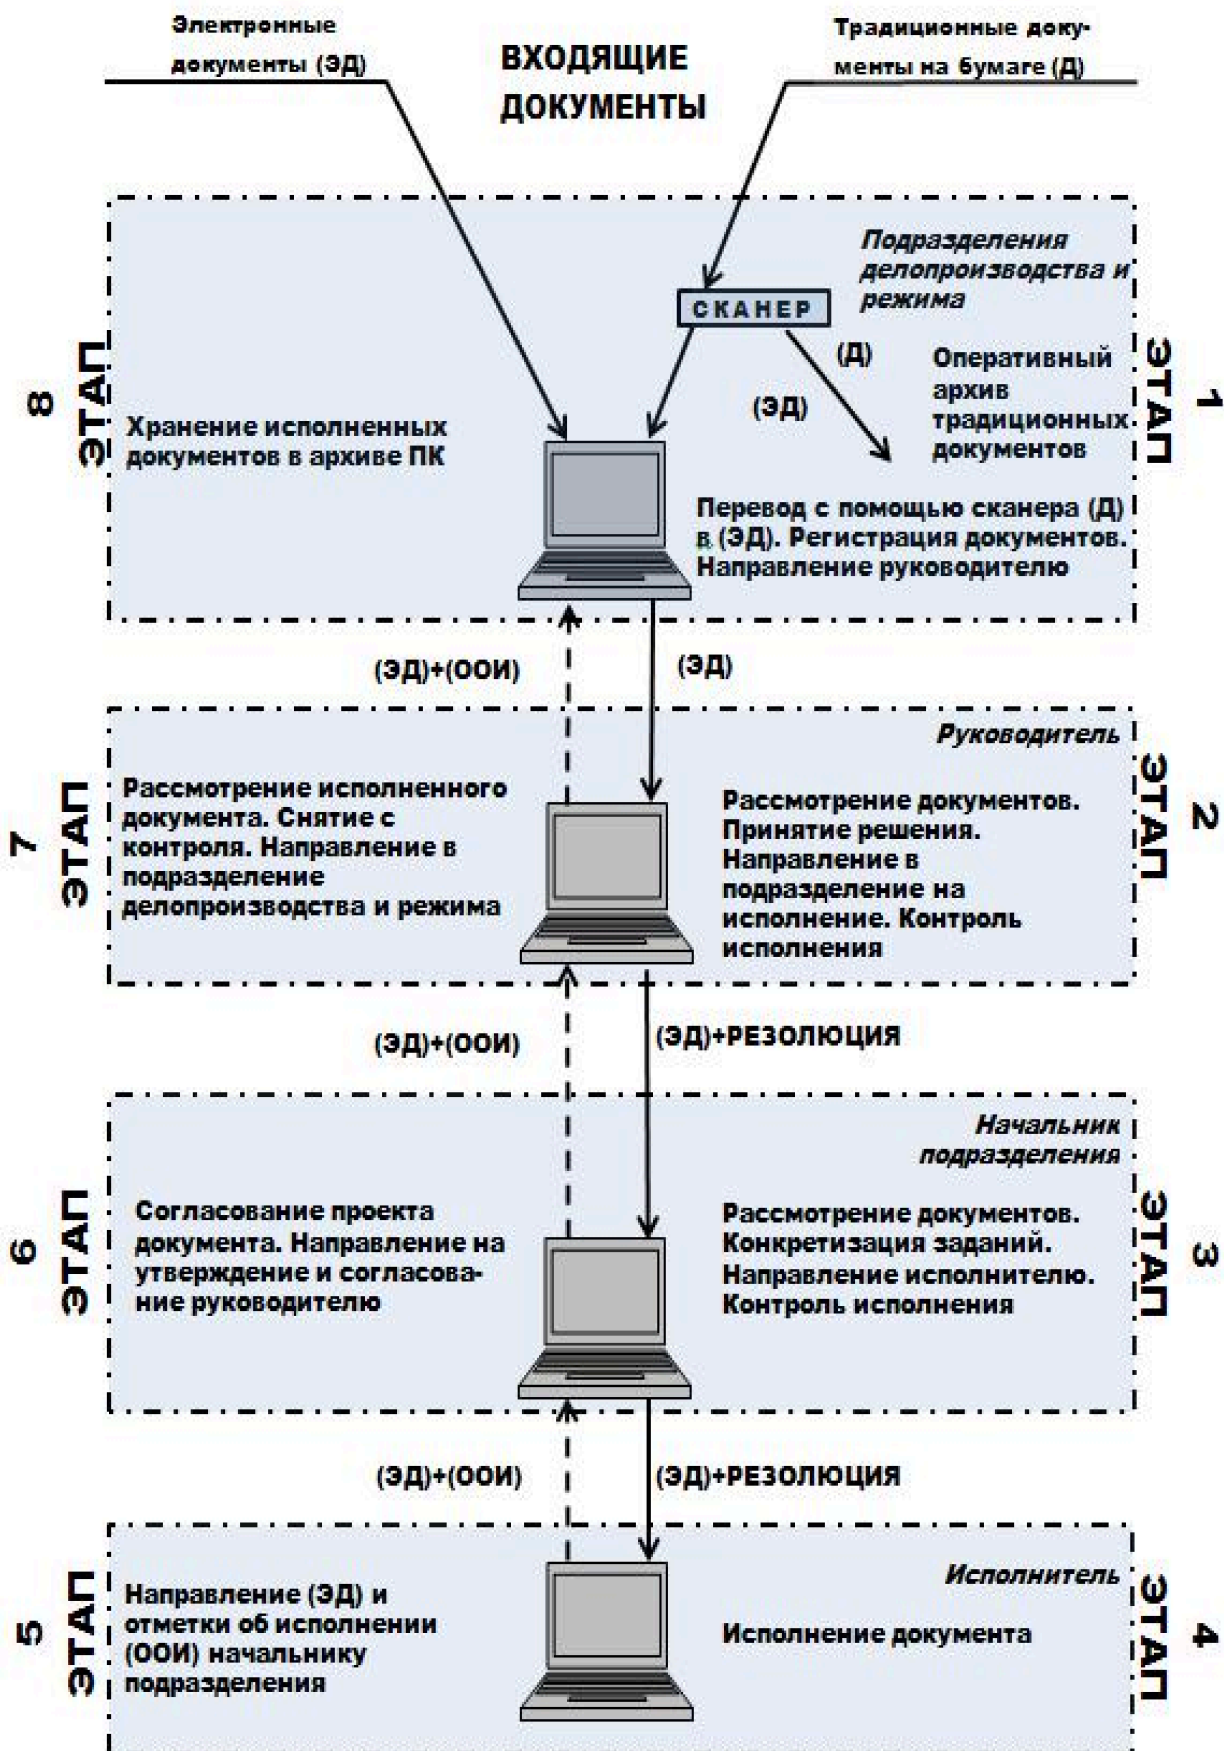 Электронные
документы (ЭД)
ВХОДЯЩИЕ
ДОКУМЕНТЫ
Традиционные доку-
менты на бумаге (Д)
Подразделения
делопроизводства и
режима
СКАНЕР
(Д)
(ЭД)
Оперативный
архив
традиционных
документов
8
ЭТАП
Хранение исполненных
документов в архиве ПК
1
ЭТАП
Перевод с помощью сканера (Д)
в (ЭД). Регистрация документов.
Направление руководителю
(ЭД)+(ООИ)
(ЭД)
Руководитель
7
ЭТАП
Рассмотрение исполненного
документа. Снятие с
контроля. Направление в
подразделение
делопроизводства и режима
2
ЭТАП
Рассмотрение документов.
Принятие решения.
Направление в
подразделение на
исполнение. Контроль
исполнения
(ЭД)+(ООИ)
(ЭД)+РЕЗОЛЮЦИЯ
Начальник
подразделения
6
ЭТАП
Согласование проекта
документа. Направление на
утверждение и согласова-
ние руководителю
3
ЭТАП
Рассмотрение документов.
Конкретизация заданий.
Направление исполнителю.
Контроль исполнения
(ЭД)+(ООИ)
(ЭД)+РЕЗОЛЮЦИЯ
Исполнитель
5
ЭТАП
Направление (ЭД) и
отметки об исполнении
(ООИ) начальнику
подразделения
4
ЭТАП
Исполнение документа